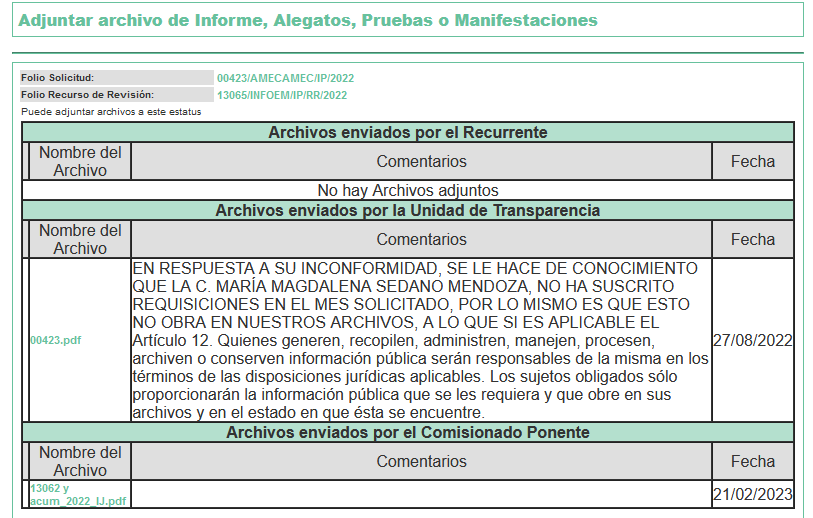 Adjuntar archivo de Informe, Alegatos, Pruebas o Manifestaciones
Folio Solicitud: 00423/AMECAMEC/IP/2022
Folio Recurso de Revisión: 13065/INFOEM/IP/RR/2022
Puede adjuntar archivos a este estatus
Archivos enviados por el Recurrente
Nombre del
Archivo
Comentarios
Fecha
No hay Archivos adjuntos
Archivos enviados por la Unidad de Transparencia
Nombre del
Archivo
Comentarios
Fecha
00423.pdf
EN RESPUESTA A SU INCONFORMIDAD, SE LE HACE DE CONOCIMIENTO
QUE LA C. MARÍA MAGDALENA SEDANO MENDOZA, NO HA SUSCRITO
REQUISICIONES EN EL MES SOLICITADO, POR LO MISMO ES QUE ESTO
NO OBRA EN NUESTROS ARCHIVOS, A LO QUE SI ES APLICABLE EL
Artículo 12. Quienes generen, recopilen, administren, manejen, procesen,
archiven o conserven información pública serán responsables de la misma en los
términos de las disposiciones jurídicas aplicables. Los sujetos obligados sólo
proporcionarán la información pública que se les requiera y que obre en sus
archivos y en el estado en que ésta se encuentre.
27/08/2022
Archivos enviados por el Comisionado Ponente
Nombre del
Archivo
Comentarios
Fecha
13062 y
acum_2022_IJ.pdf
21/02/2023